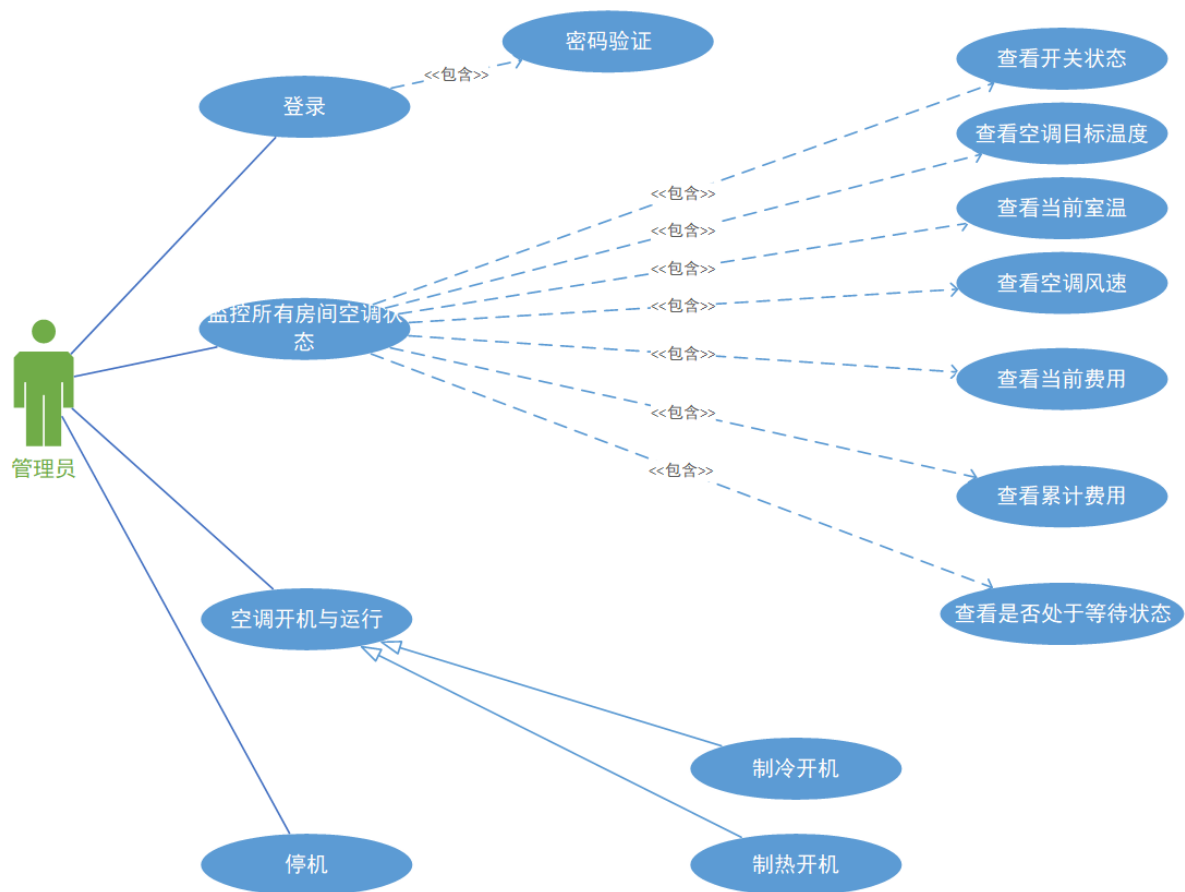 密码验证
<<包含>>
登录
查看开关状态
查看空调目标温度
<<包含>>
查看当前室温
<<包含>>
<<包含>>
查看空调风速
<<包含>>
监控所有房间空调状
态
<<包含>>
查看当前费用
<<包含>>
管理员
<<包含>>
查看累计费用
空调开机与运行
查看是否处于等待状态
制冷开机
停机
制热开机